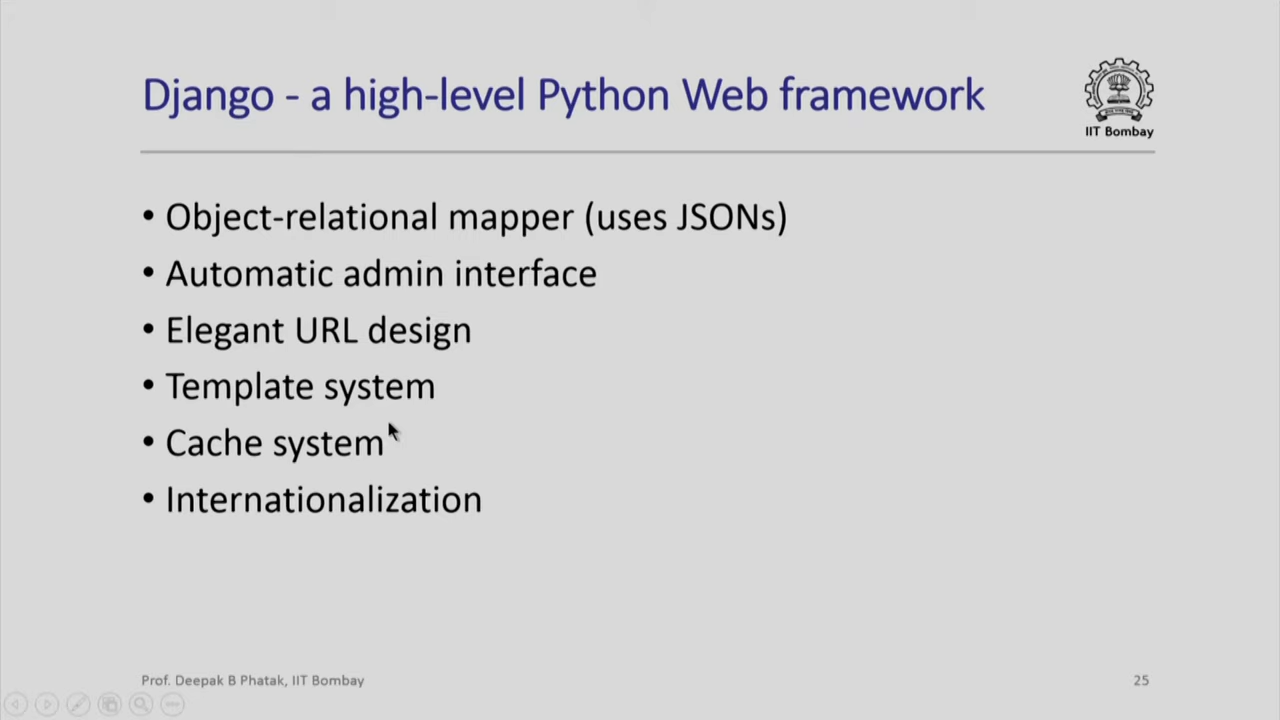 Django - a high-level Python Web framework
IIT Bombay
• Object-relational mapper (uses JSONs)
• Automatic admin interface
• Elegant URL design
• Template system
• Cache system
• Internationalization
Prof. Deepak B Phatak, IIT Bombay
25